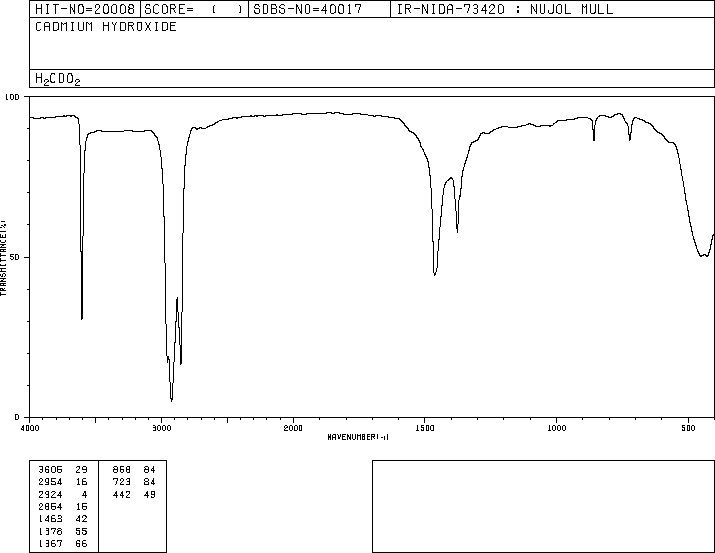 HIT-NO=20008 SCORE= ( ) SDBS-NO=40017 IR-NIDA-73420 : NUJOL MULL
CADMIUM HYDROXIDE
H2CDO2
100
50
0
TRANSMITTANCE(%)
4000 3000 2000 1500 1000 500
WAVENUMBER(-1)
3605 29 858 84
2954 16 723 84
2924 4 442 49
2854 15
1463 42
1378 55
1367 66